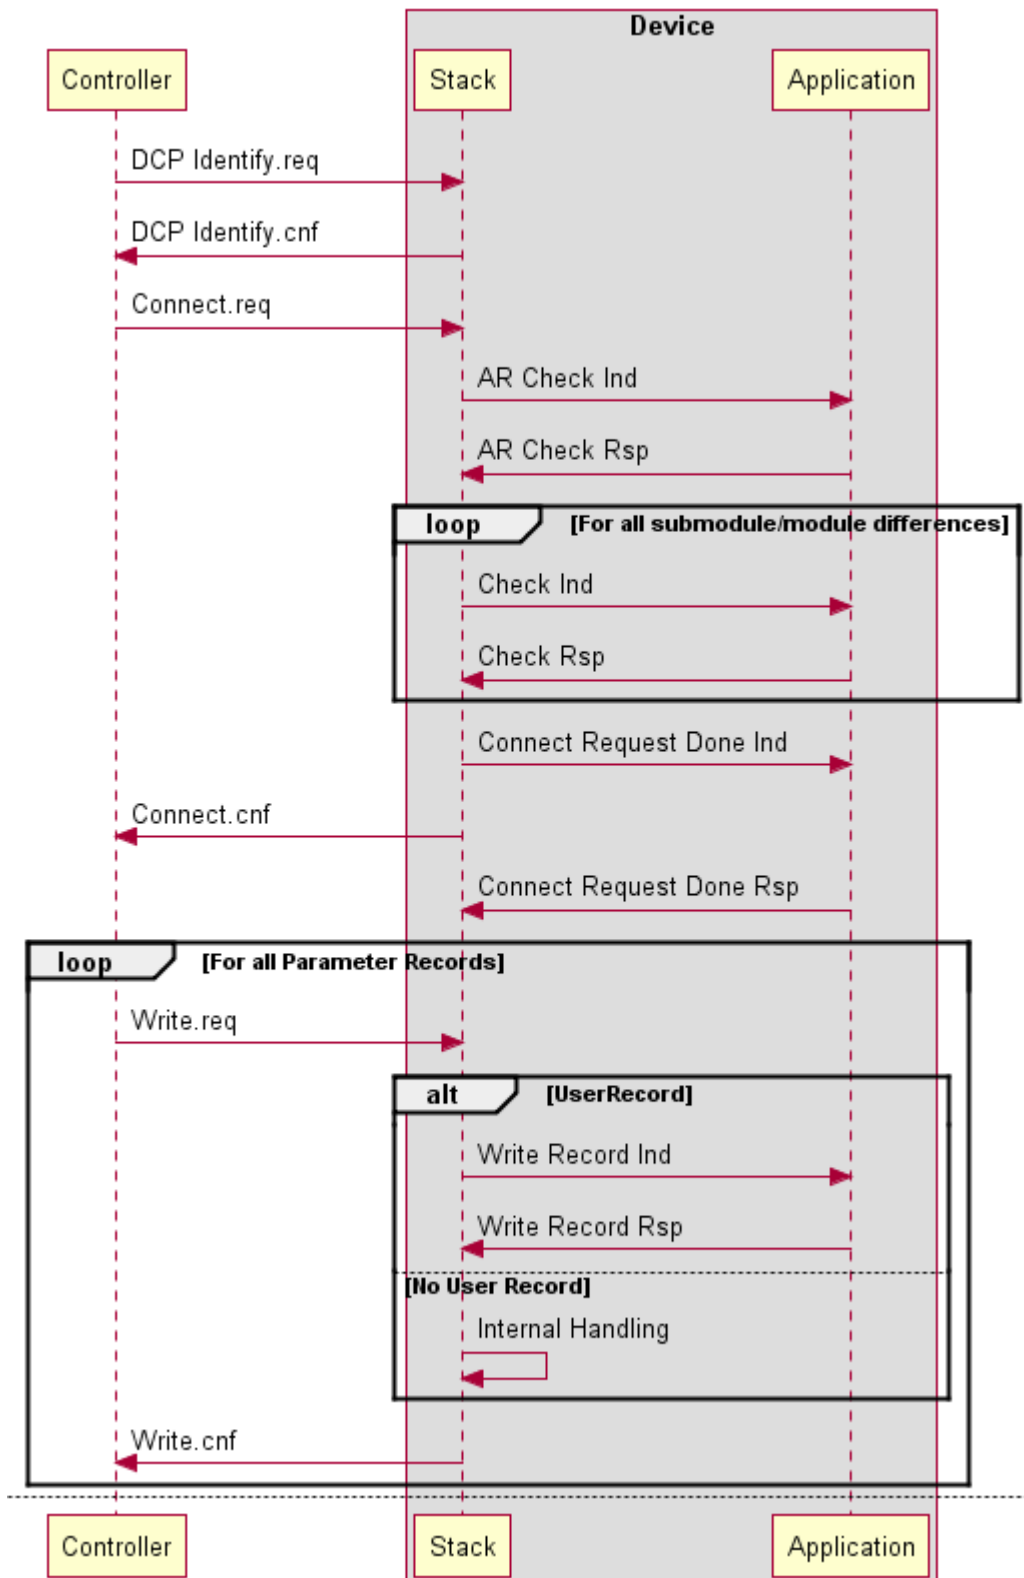 Device
Controller
Stack
Application
DCP Identify.req
DCP Identify.cnf
Connect.req
AR Check Ind
AR Check Rsp
loop
[For all submodule/module differences]
Check Ind
Check Rsp
Connect Request Done Ind
Connect.cnf
Connect Request Done Rsp
loop
[For all Parameter Records]
Write.req
alt
[UserRecord]
Write Record Ind
Write Record Rsp
[No User Record]
Internal Handling
Write.cnf
Controller
Stack
Application